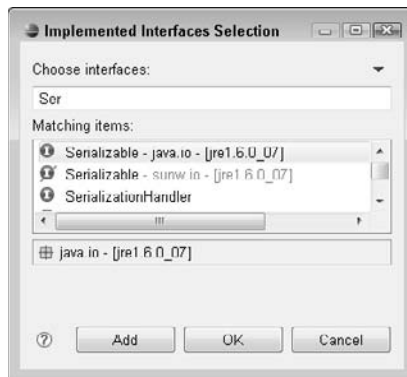 Implemented Interfaces Selection
Choose interfaces:
Ser
Matching items:
Serializable - java.io - [jre1.6.0_07]
Serializable - sunw.io - [jre1.6.0_07]
SerializationHandler
java.io - [jre1.6.0_07]
Add OK Cancel